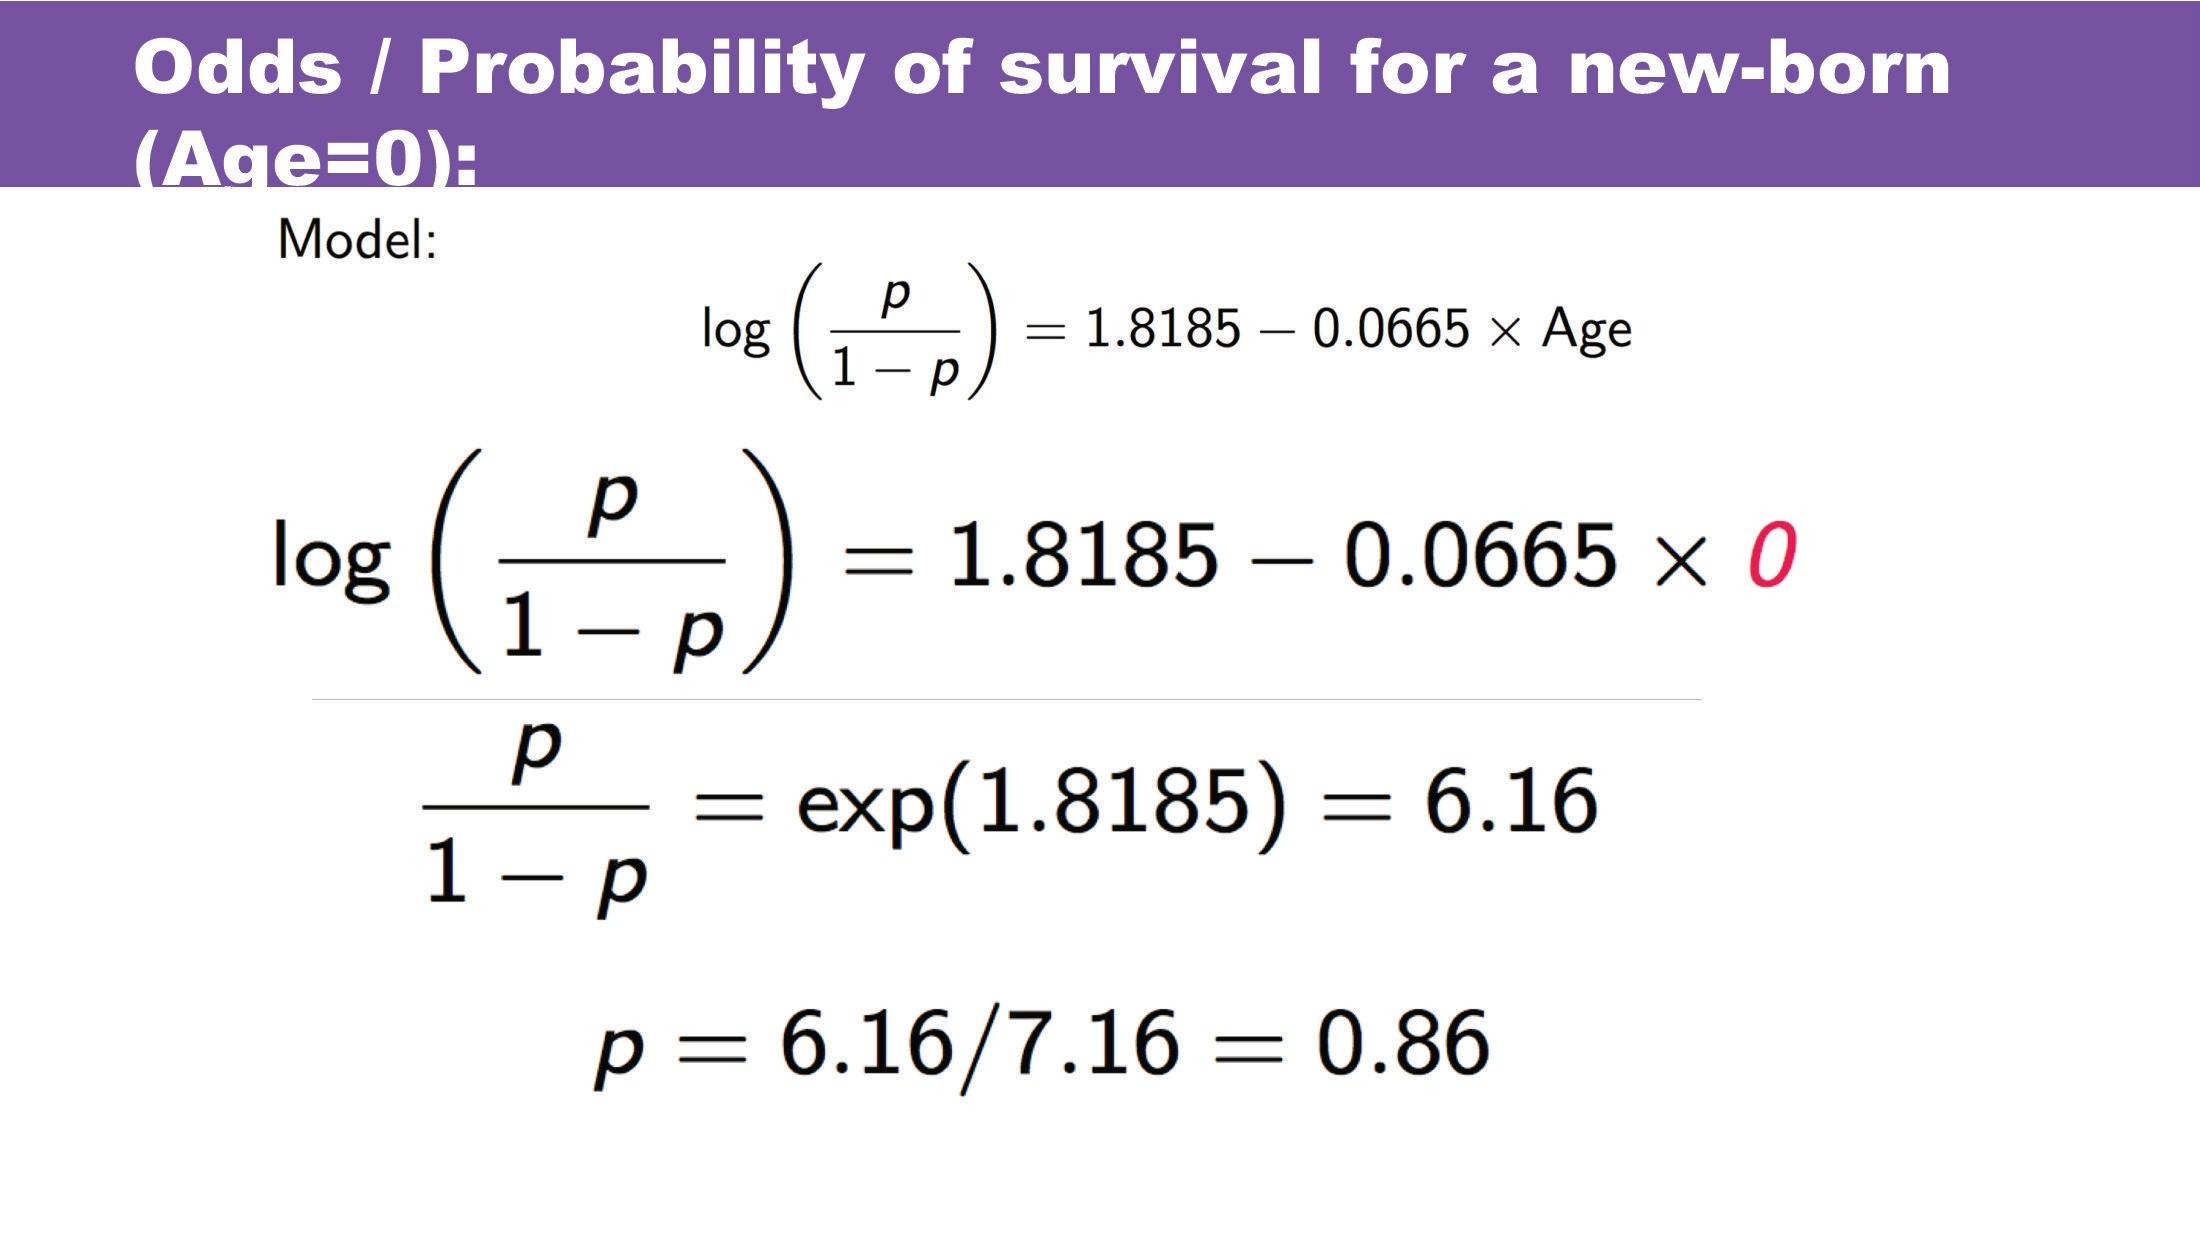 Odds / Probability of survival for a new-born
(Age=0):
Model:
log(p / 1 − p) = 1.8185 − 0.0665 × Age
log(p / 1 − p) = 1.8185 − 0.0665 × 0
p / 1 − p = exp(1.8185) = 6.16
p = 6.16/7.16 = 0.86